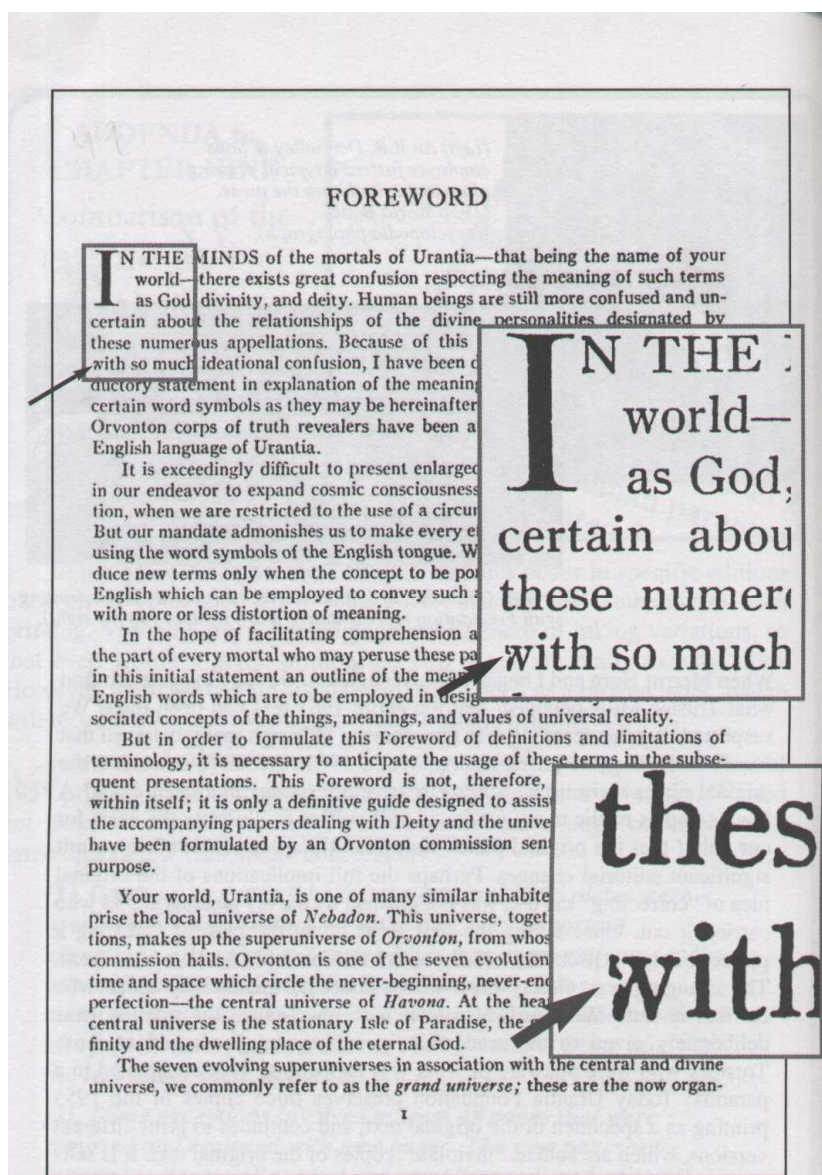 FOREWORD
IN THE MINDS of the mortals of Urantia—that being the name of your
world—there exists great confusion respecting the meaning of such terms
as God, divinity, and deity. Human beings are still more confused and un-
certain about the relationships of the divine personalities designated by
these numerous appellations. Because of this
with so much ideational confusion, I have been
ductory statement in explanation of the meaning
certain word symbols as they may be hereinafter
Orvonton corps of truth revealers have been a
English language of Urantia.
It is exceedingly difficult to present enlarged
in our endeavor to expand cosmic consciousness
tion, when we are restricted to the use of a circum
But our mandate admonishes us to make every e
using the word symbols of the English tongue. W
duce new terms only when the concept to be por
English which can be employed to convey such
with more or less distortion of meaning.
In the hope of facilitating comprehension a
the part of every mortal who may peruse these pa
in this initial statement an outline of the mean
English words which are to be employed in desig
sociated concepts of the things, meanings, and values of universal reality.
But in order to formulate this Foreword of definitions and limitations of
terminology, it is necessary to anticipate the usage of these terms in the subse-
quent presentations. This Foreword is not, therefore,
within itself; it is only a definitive guide designed to assist
the accompanying papers dealing with Deity and the unive
have been formulated by an Orvonton commission sent
purpose.
Your world, Urantia, is one of many similar inhabite
prise the local universe of Nebadon. This universe, toget
tions, makes up the superuniverse of Orvonton, from whos
commission hails. Orvonton is one of the seven evolution
time and space which circle the never-beginning, never-en
perfection—the central universe of Havona. At the hea
central universe is the stationary Isle of Paradise, the
finity and the dwelling place of the eternal God.
The seven evolving superuniverses in association with the central and divine
universe, we commonly refer to as the grand universe; these are the now organ-
1
IN THE
world—
as God,
certain abou
these numer
with so much
thes
with